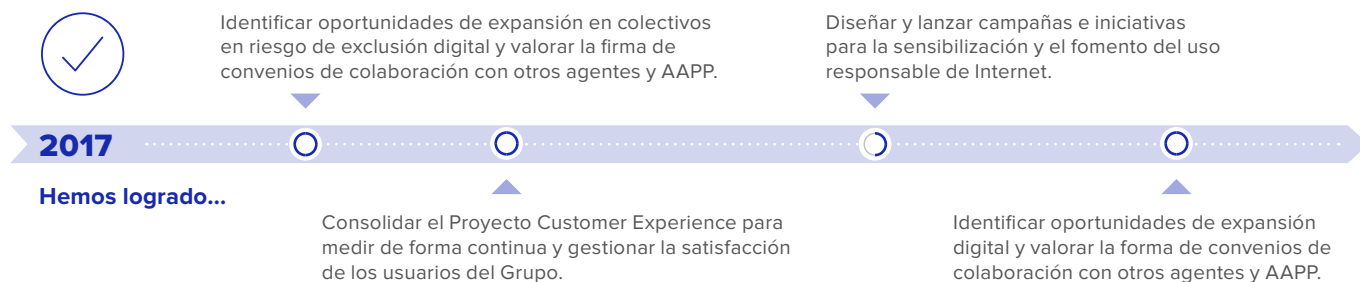 Identificar oportunidades de expansión en colectivos
en riesgo de exclusión digital y valorar la firma de
convenios de colaboración con otros agentes y AAPP.
Diseñar y lanzar campañas e iniciativas
para la sensibilización y el fomento del uso
responsable de Internet.
2017
Hemos logrado...
Consolidar el Proyecto Customer Experience para
medir de forma continua y gestionar la satisfacción
de los usuarios del Grupo.
Identificar oportunidades de expansión
digital y valorar la forma de convenios de
colaboración con otros agentes y AAPP.